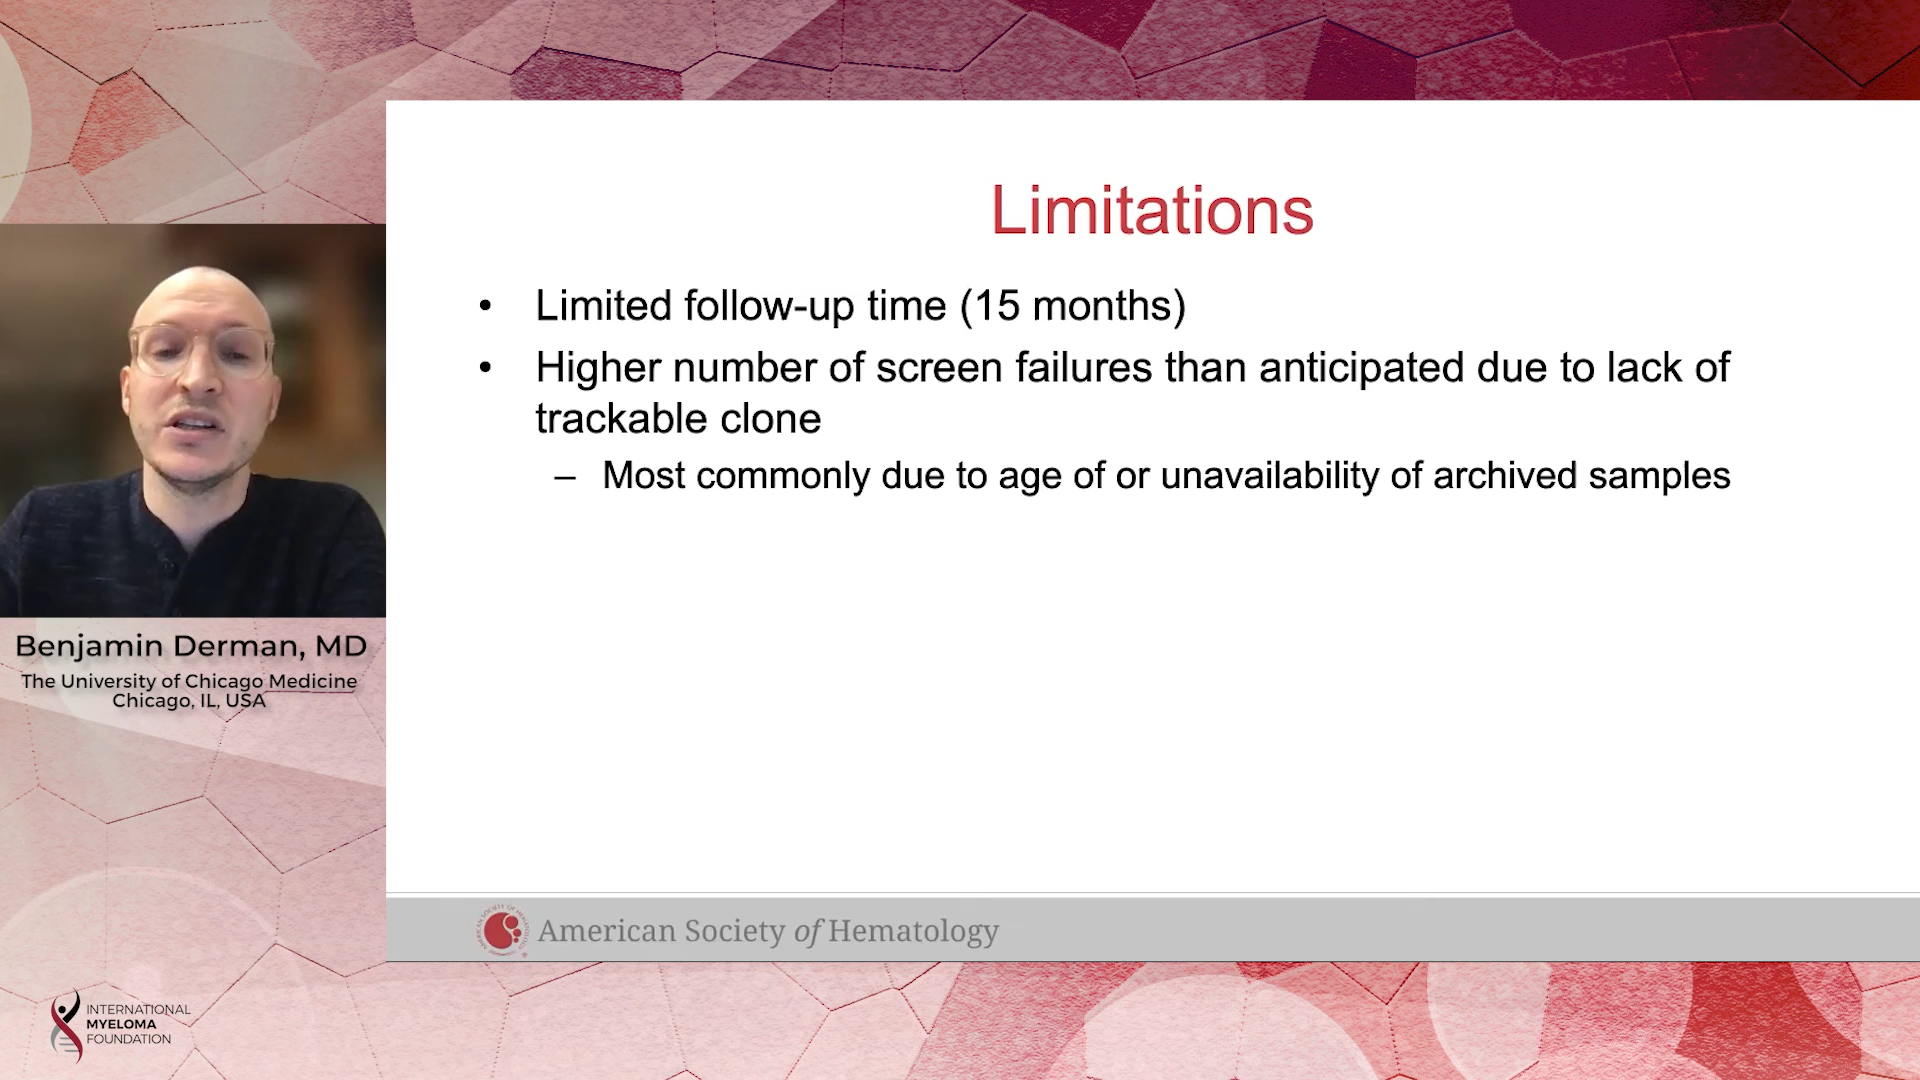 Limitations
• Limited follow-up time (15 months)
• Higher number of screen failures than anticipated due to lack of
trackable clone
– Most commonly due to age of or unavailability of archived samples
Benjamin Derman, MD
The University of Chicago Medicine
Chicago, IL, USA
American Society of Hematology
INTERNATIONAL
MYELOMA
FOUNDATION